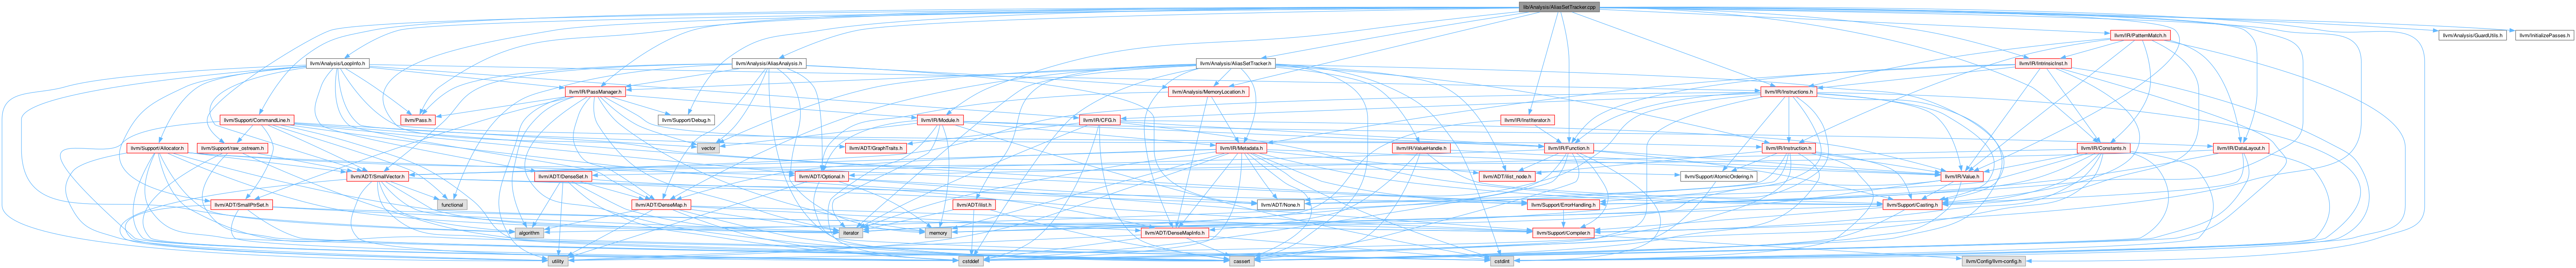 lib/Analysis/AliasSetTracker.cpp
llvm/IR/PatternMatch.h
llvm/Analysis/GuardUtils.h
llvm/InitializePasses.h
llvm/Analysis/LoopInfo.h
llvm/Analysis/AliasAnalysis.h
llvm/Analysis/AliasSetTracker.h
llvm/IR/IntrinsicInst.h
llvm/IR/PassManager.h
llvm/Analysis/MemoryLocation.h
llvm/IR/Instructions.h
llvm/Support/CommandLine.h
llvm/Pass.h
llvm/Support/Debug.h
llvm/IR/Module.h
llvm/IR/CFG.h
llvm/IR/InstIterator.h
llvm/Support/Allocator.h
llvm/Support/raw_ostream.h
vector
llvm/ADT/GraphTraits.h
llvm/IR/Metadata.h
llvm/IR/ValueHandle.h
llvm/IR/Function.h
llvm/IR/Instruction.h
llvm/IR/Constants.h
llvm/IR/DataLayout.h
llvm/ADT/SmallVector.h
llvm/ADT/DenseSet.h
llvm/ADT/Optional.h
llvm/ADT/ilist_node.h
llvm/Support/AtomicOrdering.h
llvm/IR/Value.h
llvm/ADT/SmallPtrSet.h
functional
llvm/ADT/DenseMap.h
llvm/ADT/ilist.h
llvm/ADT/None.h
llvm/Support/ErrorHandling.h
llvm/Support/Casting.h
algorithm
iterator
memory
llvm/ADT/DenseMapInfo.h
llvm/Support/Compiler.h
utility
cstddef
cassert
cstdint
llvm/Config/llvm-config.h